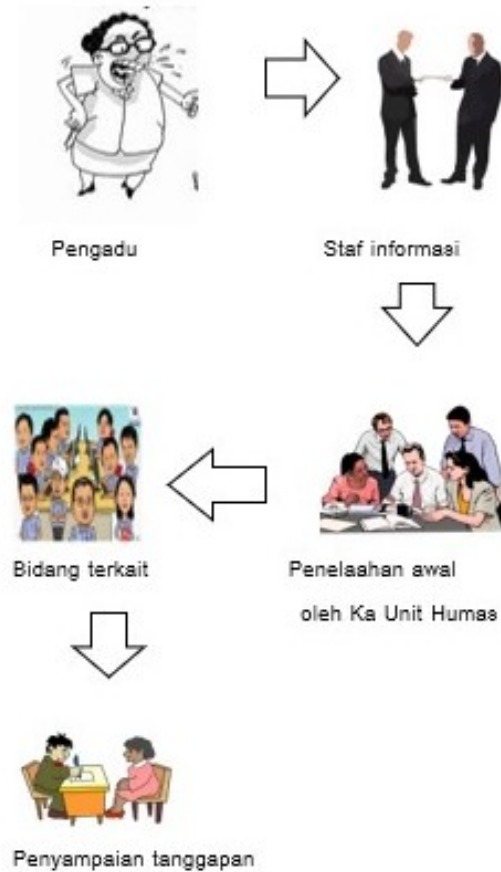 Pengadu
Staf informasi
Penelaahan awal
oleh Ka Unit Humas
Bidang terkait
Penyampaian tanggapan